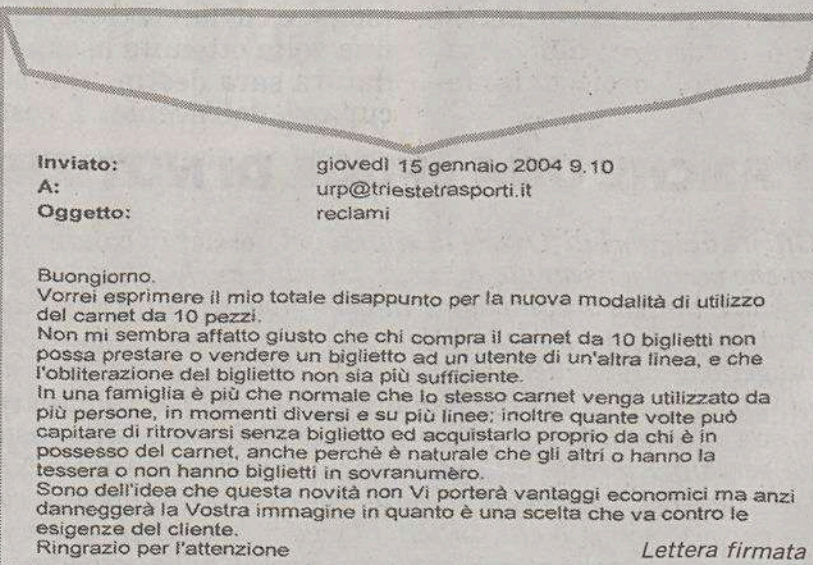 Inviato: giovedì 15 gennaio 2004 9.10
A: urp@triestetrasporti.it
Oggetto: reclami
Buongiorno.
Vorrei esprimere il mio totale disappunto per la nuova modalità di utilizzo
del carnet da 10 pezzi.
Non mi sembra affatto giusto che chi compra il carnet da 10 biglietti non
possa prestare o vendere un biglietto ad un utente di un'altra linea, e che
l'obliterazione del biglietto non sia più sufficiente.
In una famiglia è più che normale che lo stesso carnet venga utilizzato da
più persone, in momenti diversi e su più linee; inoltre quante volte può
capitare di ritrovarsi senza biglietto ed acquistarlo proprio da chi è in
possesso del carnet, anche perchè è naturale che gli altri o hanno la
tessera o non hanno biglietti in sovranumèro.
Sono dell'idea che questa novità non Vi porterà vantaggi economici ma anzi
danneggerà la Vostra immagine in quanto è una scelta che va contro le
esigenze del cliente.
Ringrazio per l'attenzione Lettera firmata